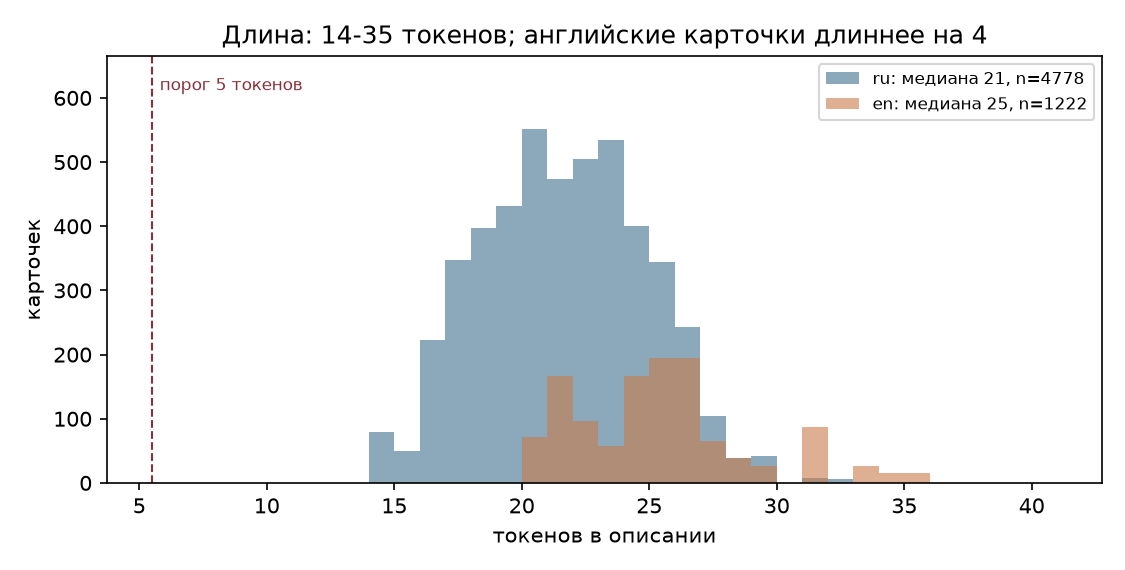 Длина: 14-35 токенов; английские карточки длиннее на 4
порог 5 токенов
ru: медиана 21, n=4778
en: медиана 25, n=1222
600
500
400
300
200
100
0
карточек
5 10 15 20 25 30 35 40
токенов в описании